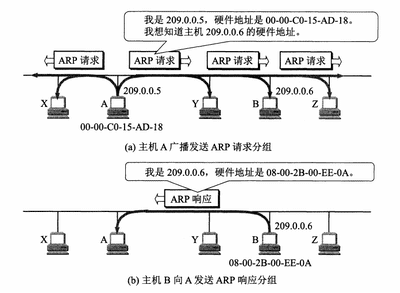 我是 209.0.0.5，硬件地址是 00-00-C0-15-AD-18。
我想知道主机 209.0.0.6 的硬件地址。
ARP 请求 ARP 请求 ARP 请求 ARP 请求
209.0.0.5 209.0.0.6
X A Y B Z
00-00-C0-15-AD-18
(a) 主机 A 广播发送 ARP 请求分组
我是 209.0.0.6，硬件地址是 08-00-2B-00-EE-0A。
ARP 响应
209.0.0.6
X A Y B Z
08-00-2B-00-EE-0A
(b) 主机 B 向 A 发送 ARP 响应分组